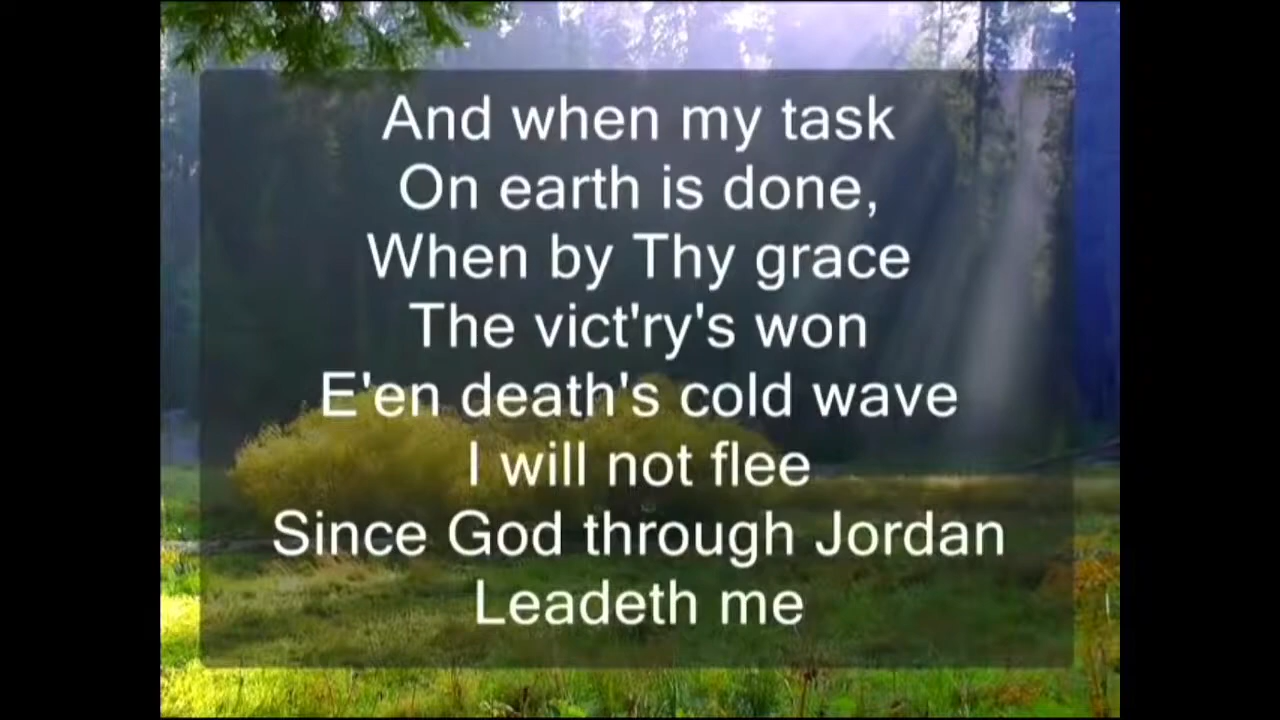 And when my task
On earth is done,
When by Thy grace
The vict'ry's won
E'en death's cold wave
I will not flee
Since God through Jordan
Leadeth me